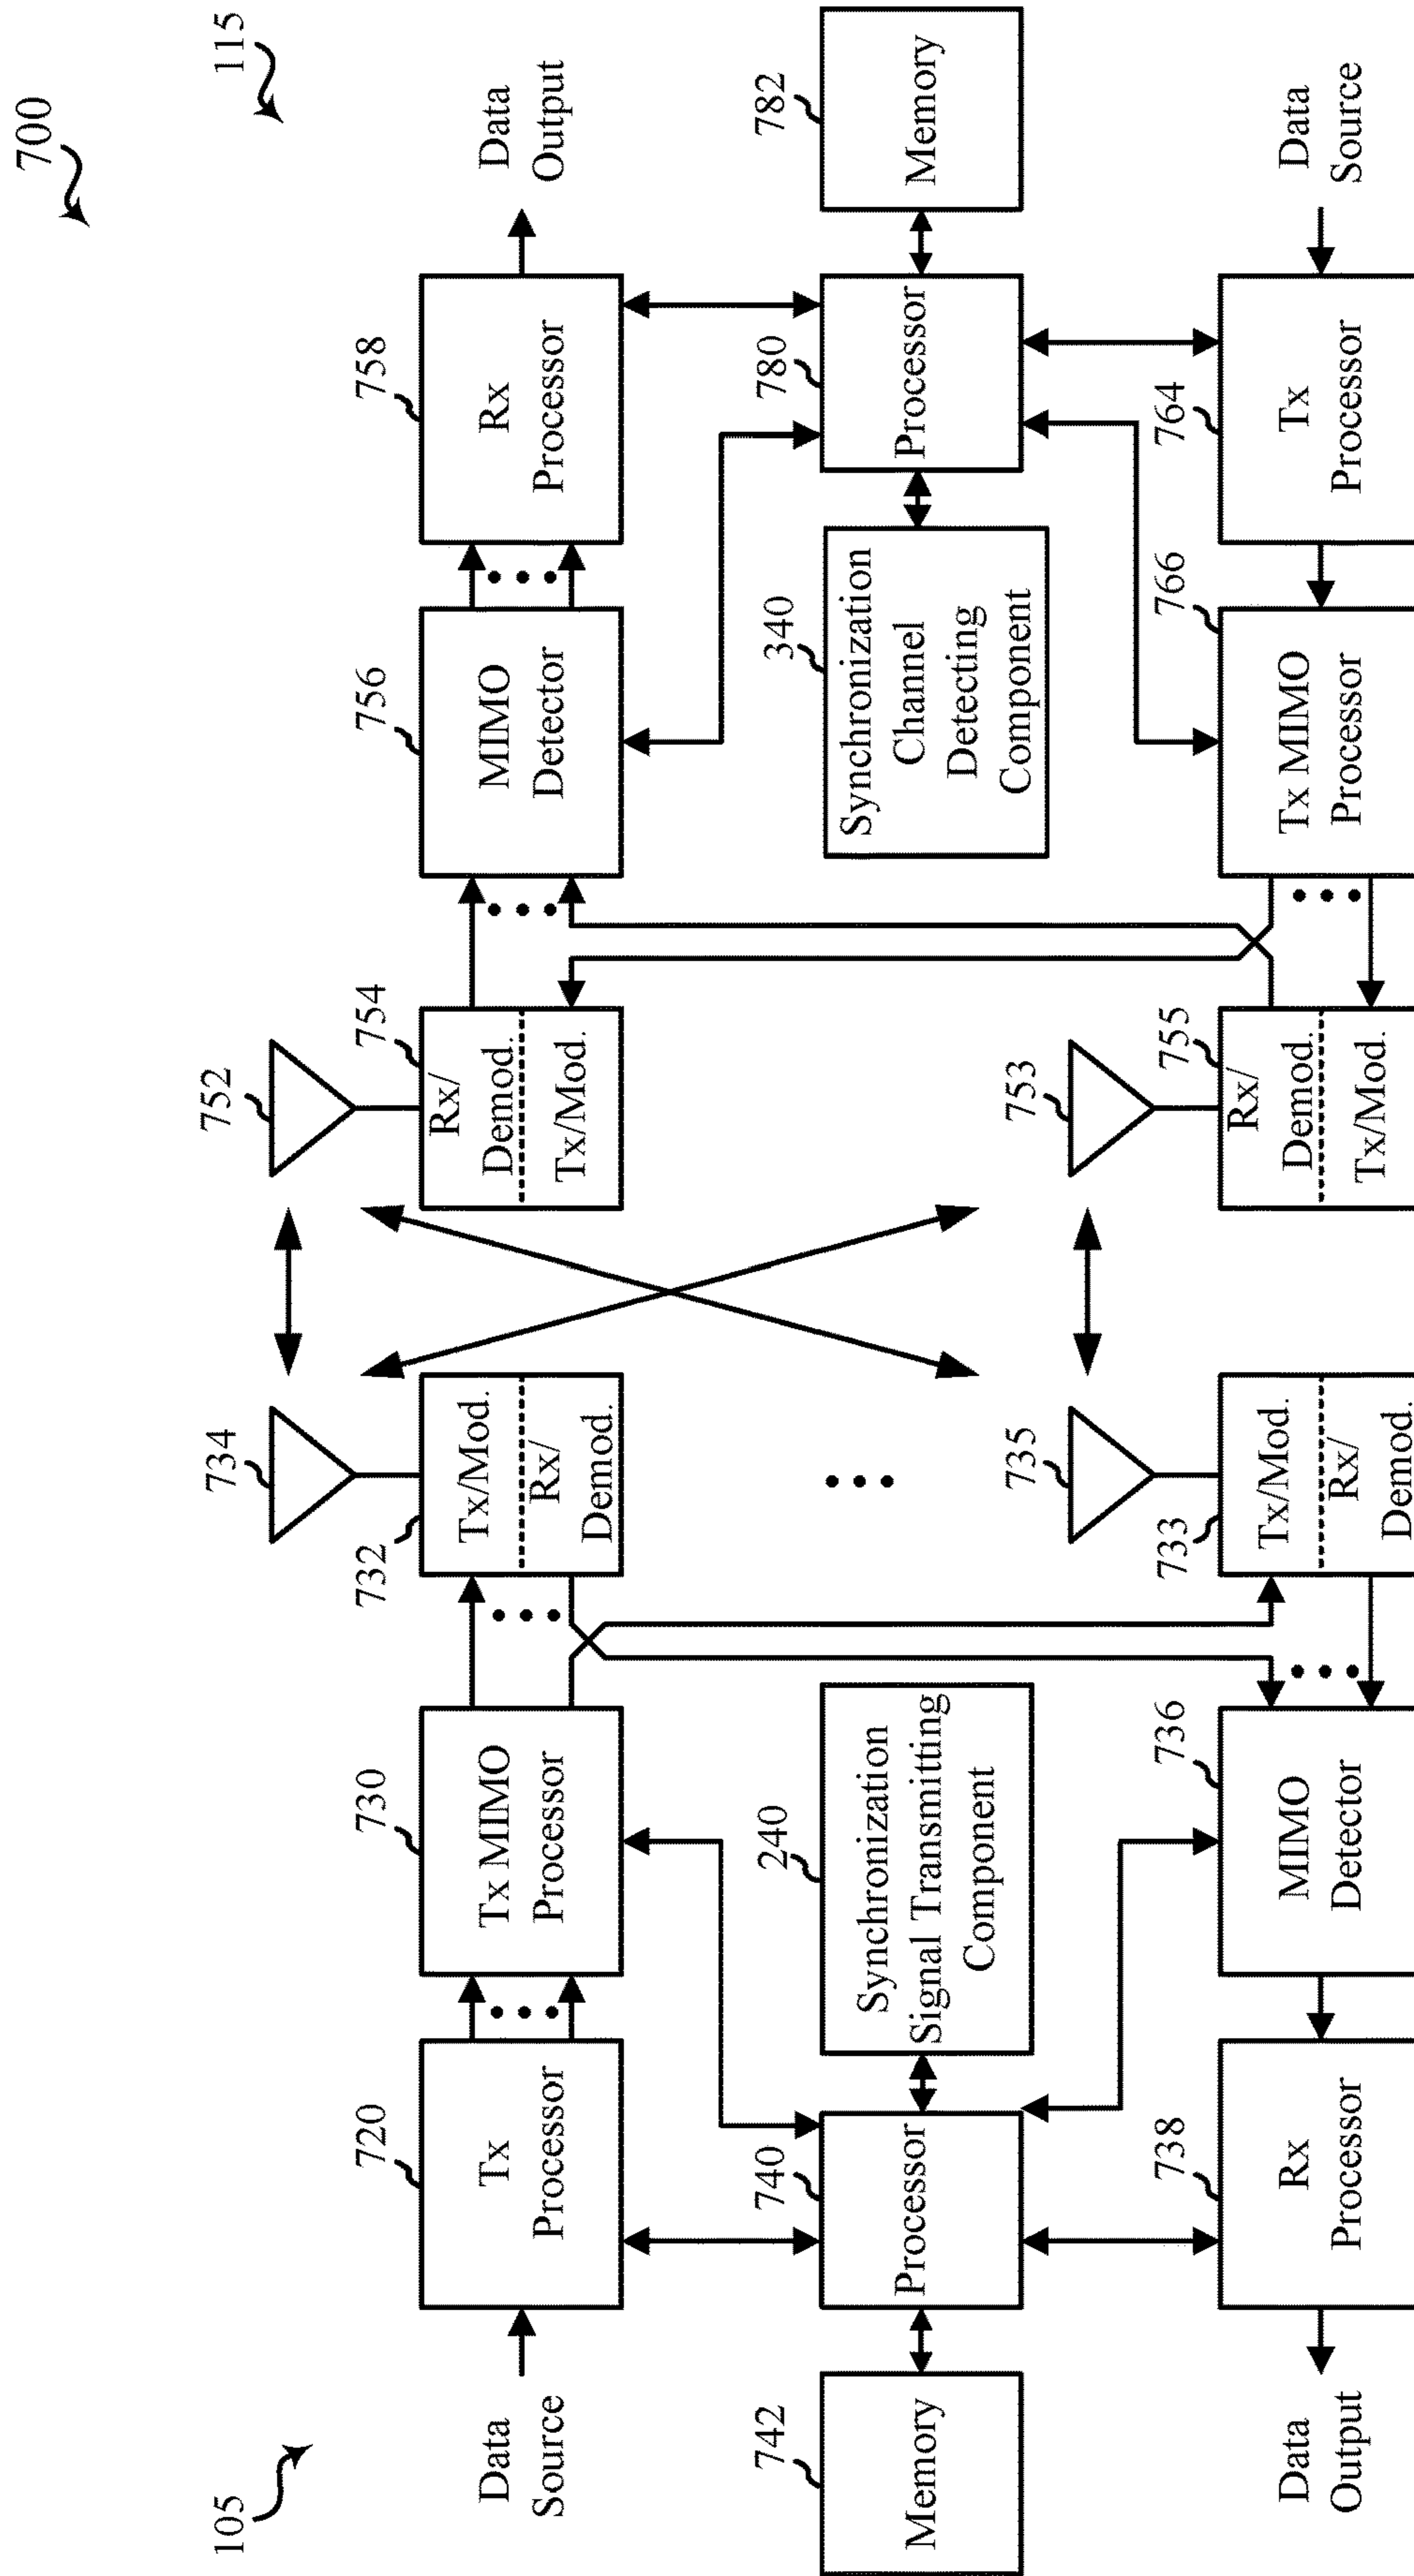 700
105
115
734
752
720
730
732
754
756
758
Data
Source
Tx
Processor
Tx MIMO
Processor
Tx/Mod.
Rx/
Demod.
Rx/
Demod.
Tx/Mod.
MIMO
Detector
Rx
Processor
Data
Output
742
740
240
340
780
782
Memory
Processor
Synchronization
Signal Transmitting
Component
Synchronization
Channel
Detecting
Component
Processor
Memory
735
753
738
736
733
755
766
764
Data
Output
Rx
Processor
MIMO
Detector
Tx/Mod.
Rx/
Demod.
Rx/
Demod.
Tx/Mod.
Tx MIMO
Processor
Tx
Processor
Data
Source